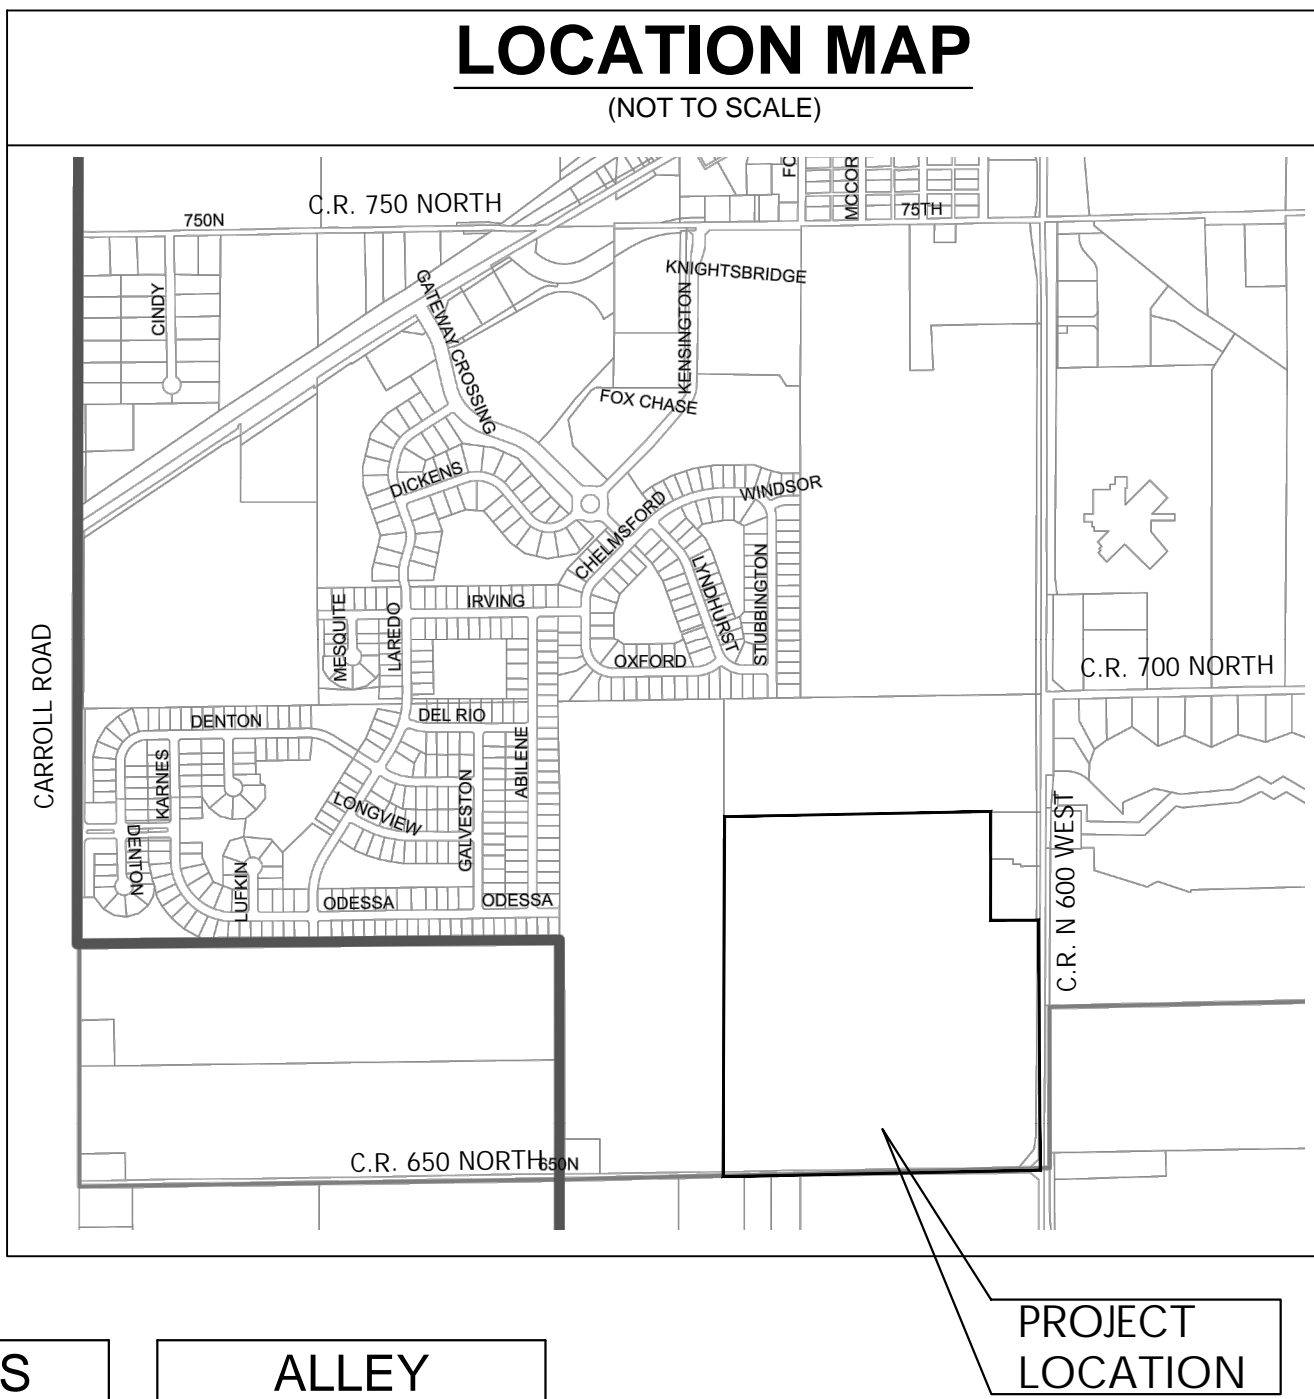 LOCATION MAP
(NOT TO SCALE)
C.R. 750 NORTH
750N
FO
MCCOR
75TH
KNIGHTSBRIDGE
CINDY
GATEWAY CROSSING
KENSINGTON
FOX CHASE
DICKENS
WINDSOR
CHELMSFORD
LYNDHURST
STUBBINGTON
IRVING
MESQUITE
LAREDO
OXFORD
C.R. 700 NORTH
CARROLL ROAD
DENTON
DEL RIO
KARNES
ABILENE
GALVESTON
LONGVIEW
DENTON
LUFKIN
ODESSA
ODESSA
C.R. N 600 WEST
C.R. 650 NORTH
650N
PROJECT
LOCATION
S
ALLEY